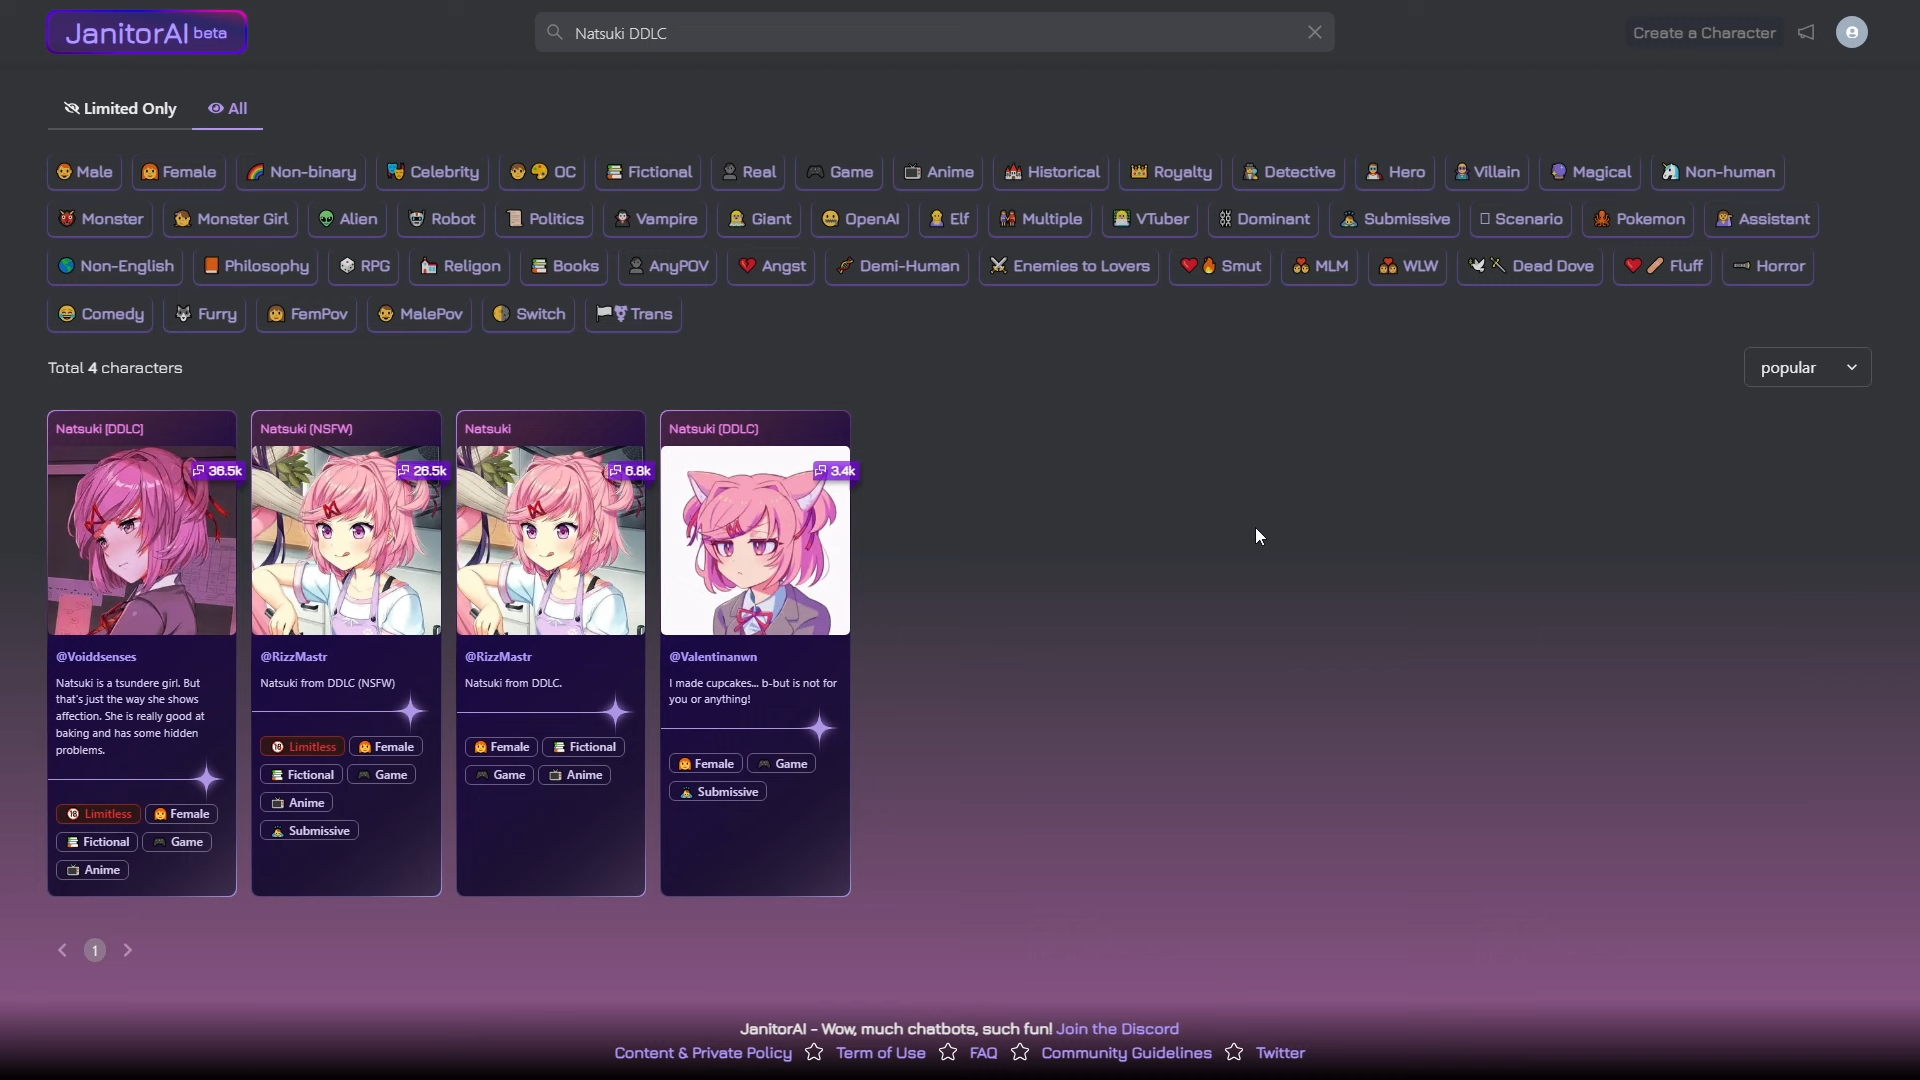 JanitorAI beta
Natsuki DDLC
Create a Character
Limited Only
All
Male Female Non-binary Celebrity OC Fictional Real Game Anime Historical Royalty Detective Hero Villain Magical Non-human
Monster Monster Girl Alien Robot Politics Vampire Giant OpenAI Elf Multiple VTuber Dominant Submissive Scenario Pokemon Assistant
Non-English Philosophy RPG Religon Books AnyPOV Angst Demi-Human Enemies to Lovers Smut MLM WLW Dead Dove Fluff Horror
Comedy Furry FemPov MalePov Switch Trans
Total 4 characters
popular
Natsuki [DDLC]
36.5k
@Voiddsenses
Natsuki is a tsundere girl. But
that's just the way she shows
affection. She is really good at
baking and has some hidden
problems.
Limitless Female
Fictional Game
Anime
Natsuki (NSFW)
26.5k
@RizzMastr
Natsuki from DDLC (NSFW)
Limitless Female
Fictional Game
Anime
Submissive
Natsuki
6.8k
@RizzMastr
Natsuki from DDLC.
Female Fictional
Game Anime
Natsuki (DDLC)
3.4k
@Valentinanwn
I made cupcakes... b-but is not for
you or anything!
Female Game
Submissive
1
JanitorAI - Wow, much chatbots, such fun! Join the Discord
Content & Private Policy Term of Use FAQ Community Guidelines Twitter